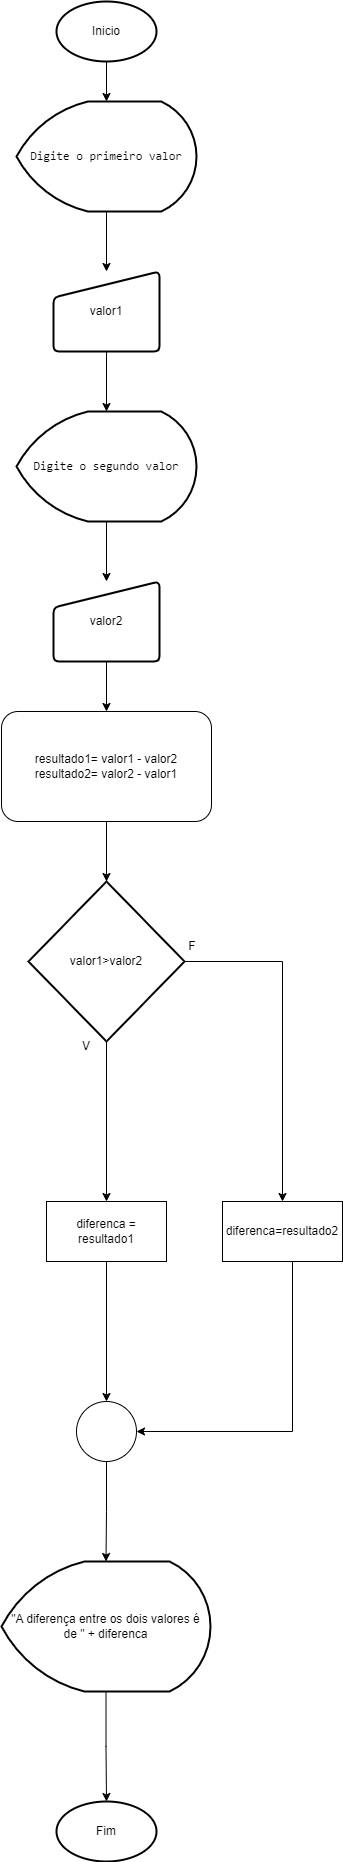 Inicio
Digite o primeiro valor
valor1
Digite o segundo valor
valor2
resultado1= valor1 - valor2
resultado2= valor2 - valor1
valor1>valor2
F
V
diferenca =
resultado1
diferenca=resultado2
"A diferença entre os dois valores é
de " + diferenca
Fim